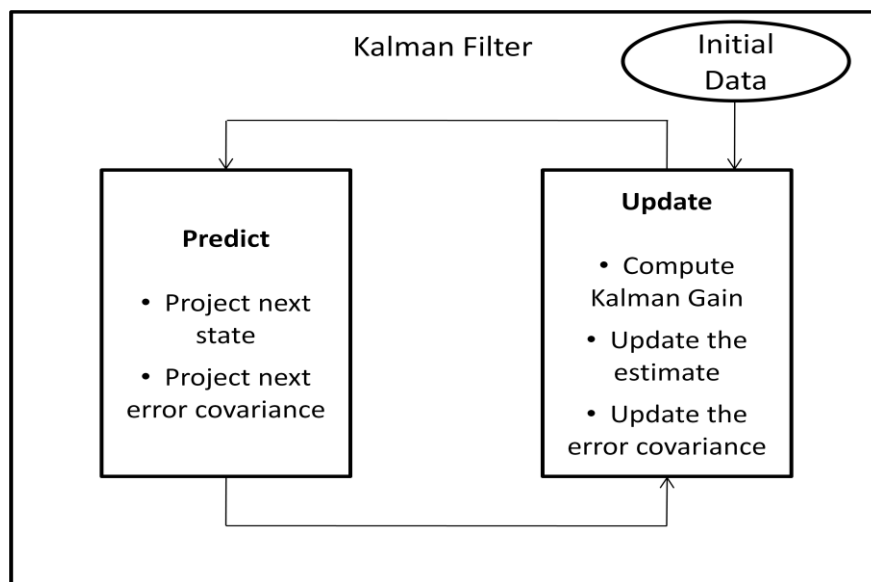 Kalman Filter
Initial
Data
Predict
• Project next
state
• Project next
error covariance
Update
• Compute
Kalman Gain
• Update the
estimate
• Update the
error covariance